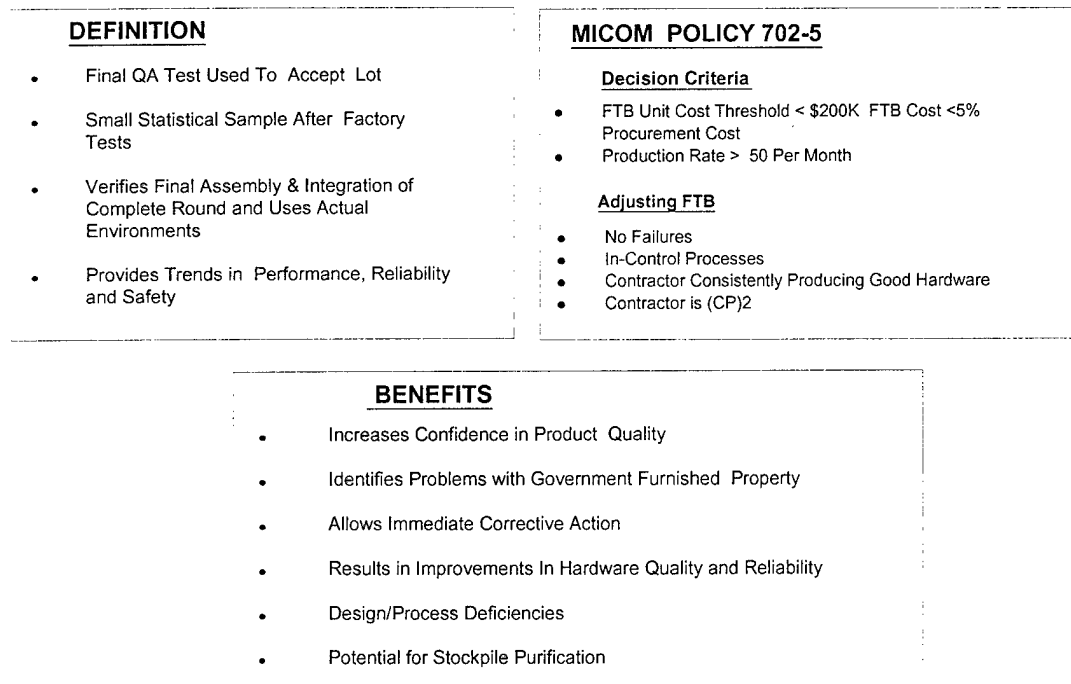 DEFINITION
Final QA Test Used To Accept Lot
Small Statistical Sample After Factory
Tests
Verifies Final Assembly & Integration of
Complete Round and Uses Actual
Environments
Provides Trends in Performance, Reliability
and Safety
MICOM POLICY 702-5
Decision Criteria
FTB Unit Cost Threshold < $200K FTB Cost <5%
Procurement Cost
Production Rate > 50 Per Month
Adjusting FTB
No Failures
In-Control Processes
Contractor Consistently Producing Good Hardware
Contractor is (CP)2
BENEFITS
Increases Confidence in Product Quality
Identifies Problems with Government Furnished Property
Allows Immediate Corrective Action
Results in Improvements In Hardware Quality and Reliability
Design/Process Deficiencies
Potential for Stockpile Purification